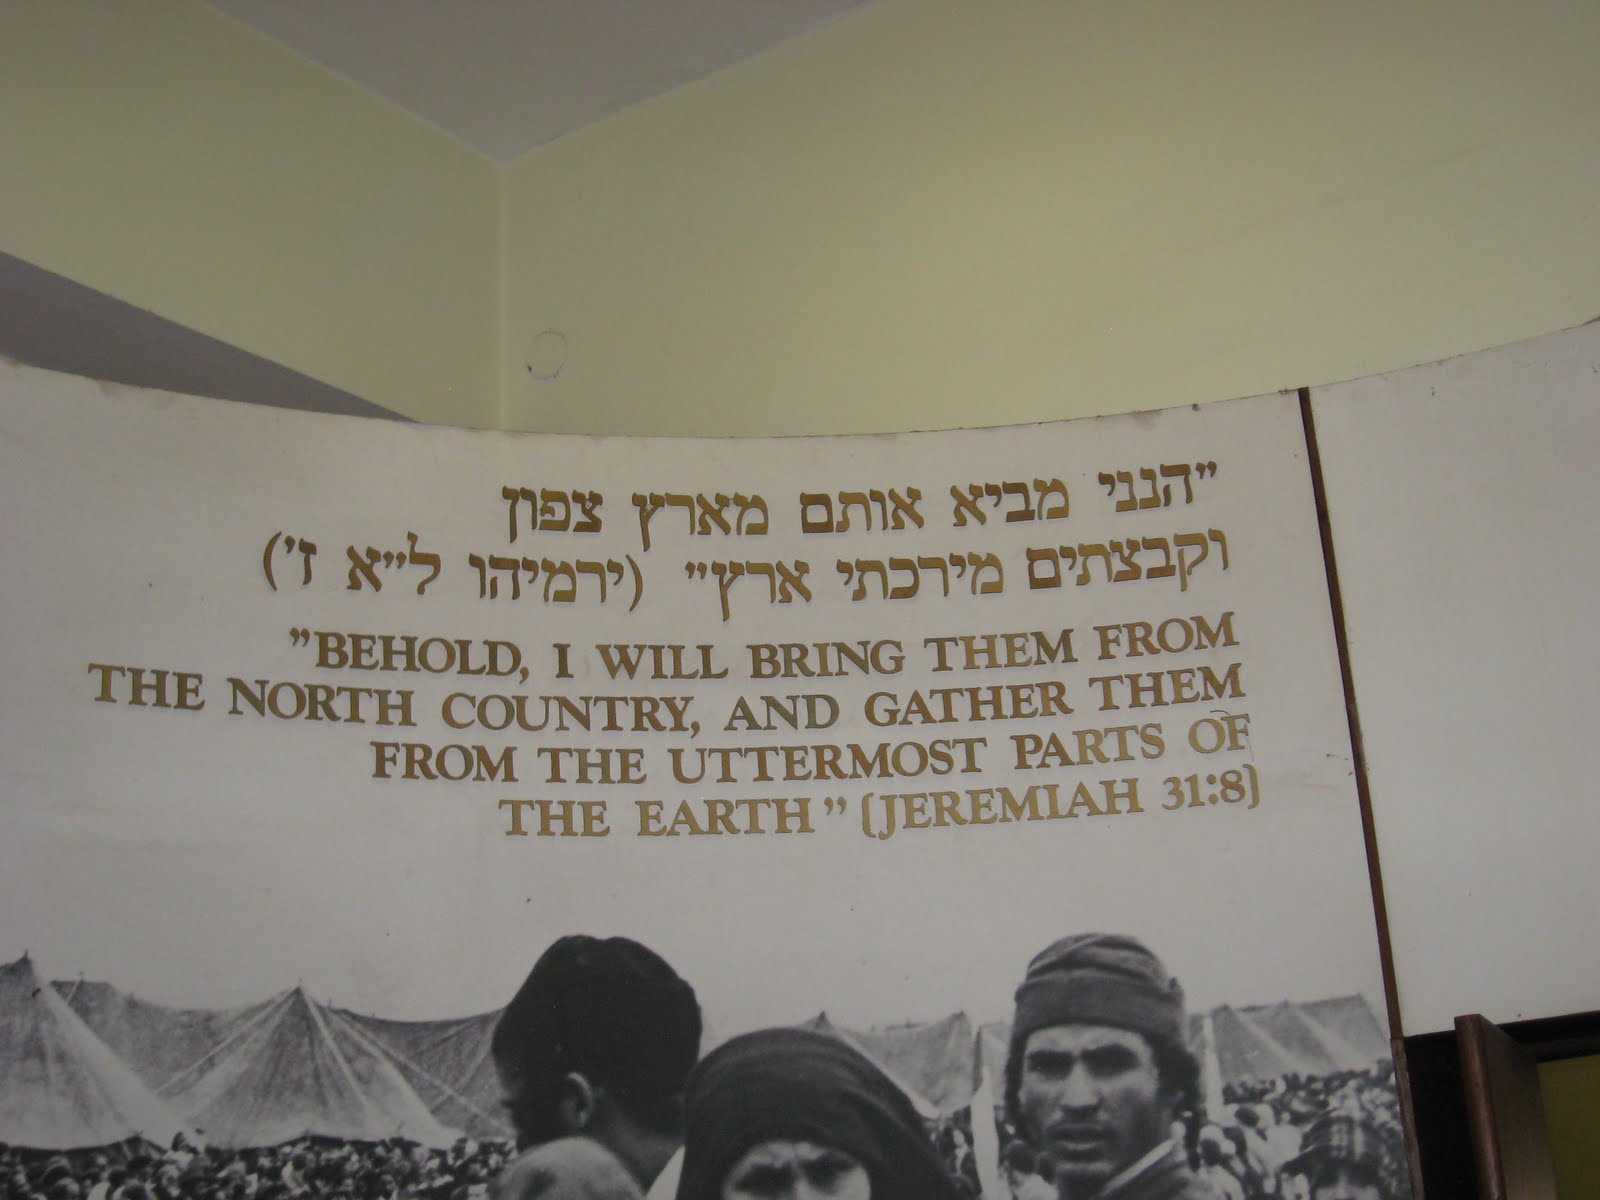 "הנני מביא אותם מארץ צפון
וקבצתים מירכתי ארץ" (ירמיהו ל"א ז')
"BEHOLD, I WILL BRING THEM FROM
THE NORTH COUNTRY, AND GATHER THEM
FROM THE UTTERMOST PARTS OF
THE EARTH" (JEREMIAH 31:8)